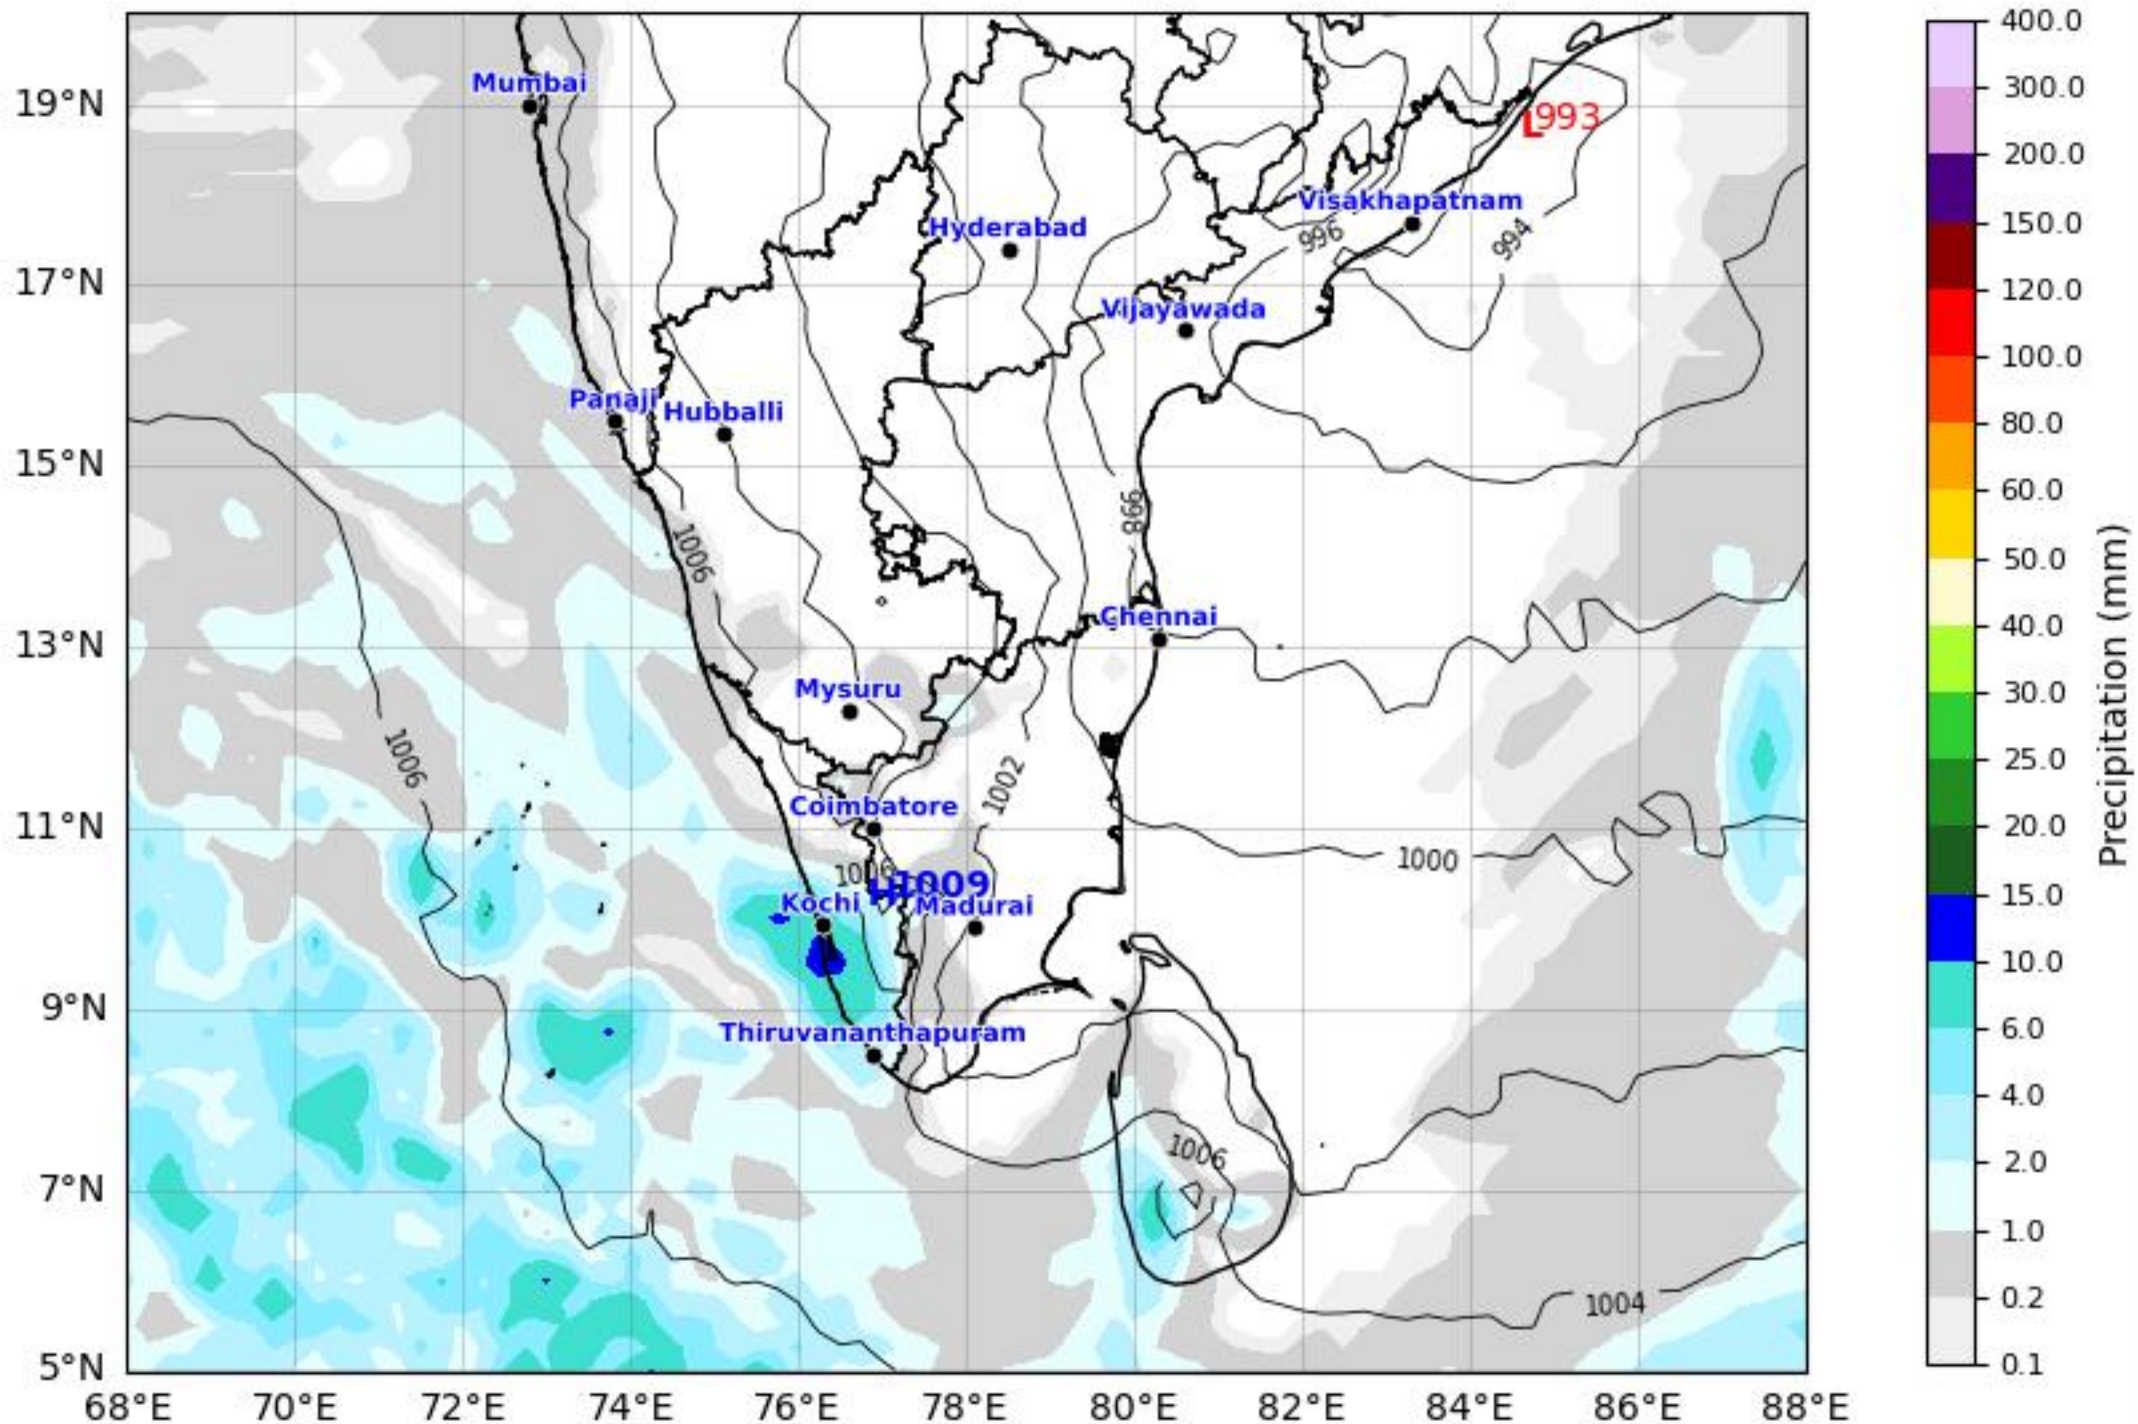 400.0
Mumbai
19°N
L993
300.0
200.0
Visakhapatnam
Hyderabad
996
994
150.0
17°N
Vijayawada
120.0
100.0
Panaji
Hubballi
80.0
15°N
60.0
998
1006
50.0
Chennai
40.0
13°N
Mysuru
30.0
1006
1002
25.0
Coimbatore
11°N
20.0
1000
1006
H1009
Kochi
Madurai
15.0
10.0
9°N
Thiruvananthapuram
6.0
4.0
1006
2.0
7°N
1.0
1004
0.2
5°N
0.1
68°E 70°E 72°E 74°E 76°E 78°E 80°E 82°E 84°E 86°E 88°E
Precipitation (mm)